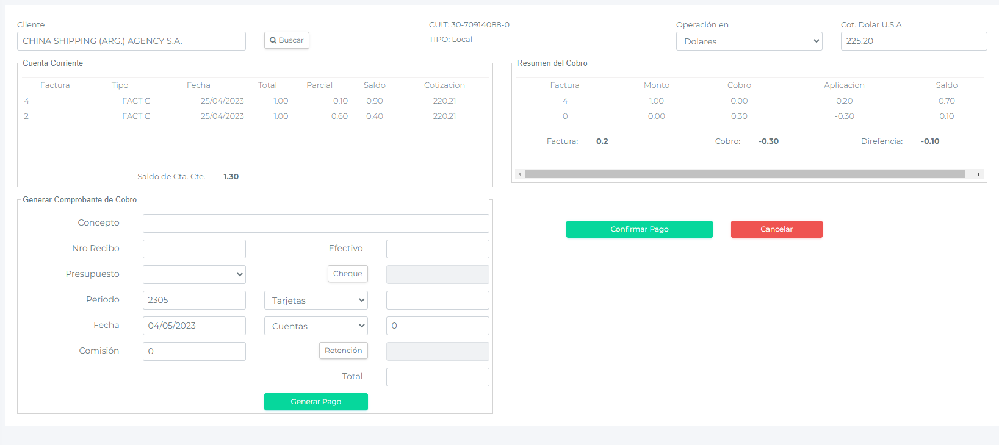 Cliente
CUIT: 30-70914088-0
Operación en
Cot. Dolar U.S.A
CHINA SHIPPING (ARG.) AGENCY S.A.
Buscar
TIPO: Local
Dolares
225.20
Cuenta Corriente
Factura Tipo Fecha Total Parcial Saldo Cotizacion
4 FACT C 25/04/2023 1.00 0.10 0.90 220.21
2 FACT C 25/04/2023 1.00 0.60 0.40 220.21
Saldo de Cta. Cte. 1.30
Resumen del Cobro
Factura Monto Cobro Aplicacion Saldo
4 1.00 0.00 0.20 0.70
0 0.00 0.30 -0.30 0.10
Factura: 0.2 Cobro: -0.30 Direfencia: -0.10
Generar Comprobante de Cobro
Concepto
Nro Recibo Efectivo
Presupuesto Cheque
Periodo 2305 Tarjetas
Fecha 04/05/2023 Cuentas 0
Comisión 0 Retención
Total
Generar Pago
Confirmar Pago Cancelar